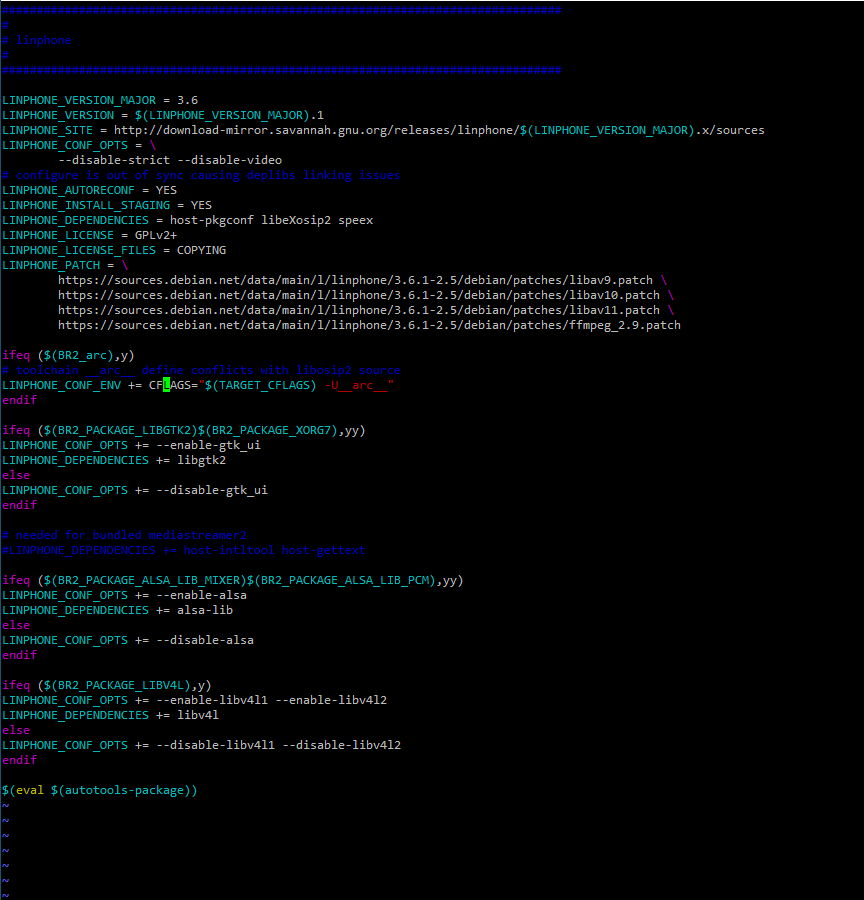 ################################################################################
#
# linphone
#
################################################################################
LINPHONE_VERSION_MAJOR = 3.6
LINPHONE_VERSION = $(LINPHONE_VERSION_MAJOR).1
LINPHONE_SITE = http://download-mirror.savannah.gnu.org/releases/linphone/$(LINPHONE_VERSION_MAJOR).x/sources
LINPHONE_CONF_OPTS = \
--disable-strict --disable-video
# configure is out of sync causing deplibs linking issues
LINPHONE_AUTORECONF = YES
LINPHONE_INSTALL_STAGING = YES
LINPHONE_DEPENDENCIES = host-pkgconf libeXosip2 speex
LINPHONE_LICENSE = GPLv2+
LINPHONE_LICENSE_FILES = COPYING
LINPHONE_PATCH = \
https://sources.debian.net/data/main/l/linphone/3.6.1-2.5/debian/patches/libav9.patch \
https://sources.debian.net/data/main/l/linphone/3.6.1-2.5/debian/patches/libav10.patch \
https://sources.debian.net/data/main/l/linphone/3.6.1-2.5/debian/patches/libav11.patch \
https://sources.debian.net/data/main/l/linphone/3.6.1-2.5/debian/patches/ffmpeg_2.9.patch
ifeq ($(BR2_arc),y)
# toolchain __arc__ define conflicts with libosip2 source
LINPHONE_CONF_ENV += CFLAGS="$(TARGET_CFLAGS) -U__arc__"
endif
ifeq ($(BR2_PACKAGE_LIBGTK2)$(BR2_PACKAGE_XORG7),yy)
LINPHONE_CONF_OPTS += --enable-gtk_ui
LINPHONE_DEPENDENCIES += libgtk2
else
LINPHONE_CONF_OPTS += --disable-gtk_ui
endif
# needed for bundled mediastreamer2
#LINPHONE_DEPENDENCIES += host-intltool host-gettext
ifeq ($(BR2_PACKAGE_ALSA_LIB_MIXER)$(BR2_PACKAGE_ALSA_LIB_PCM),yy)
LINPHONE_CONF_OPTS += --enable-alsa
LINPHONE_DEPENDENCIES += alsa-lib
else
LINPHONE_CONF_OPTS += --disable-alsa
endif
ifeq ($(BR2_PACKAGE_LIBV4L),y)
LINPHONE_CONF_OPTS += --enable-libv4l1 --enable-libv4l2
LINPHONE_DEPENDENCIES += libv4l
else
LINPHONE_CONF_OPTS += --disable-libv4l1 --disable-libv4l2
endif
$(eval $(autotools-package))
~
~
~
~
~
~
~